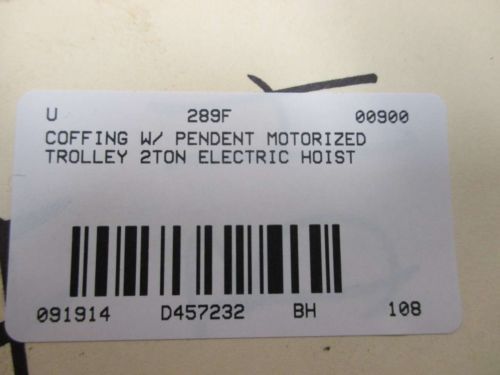 U 289F 00900
COFFING W/ PENDENT MOTORIZED
TROLLEY 2TON ELECTRIC HOIST
091914 D457232 BH 108